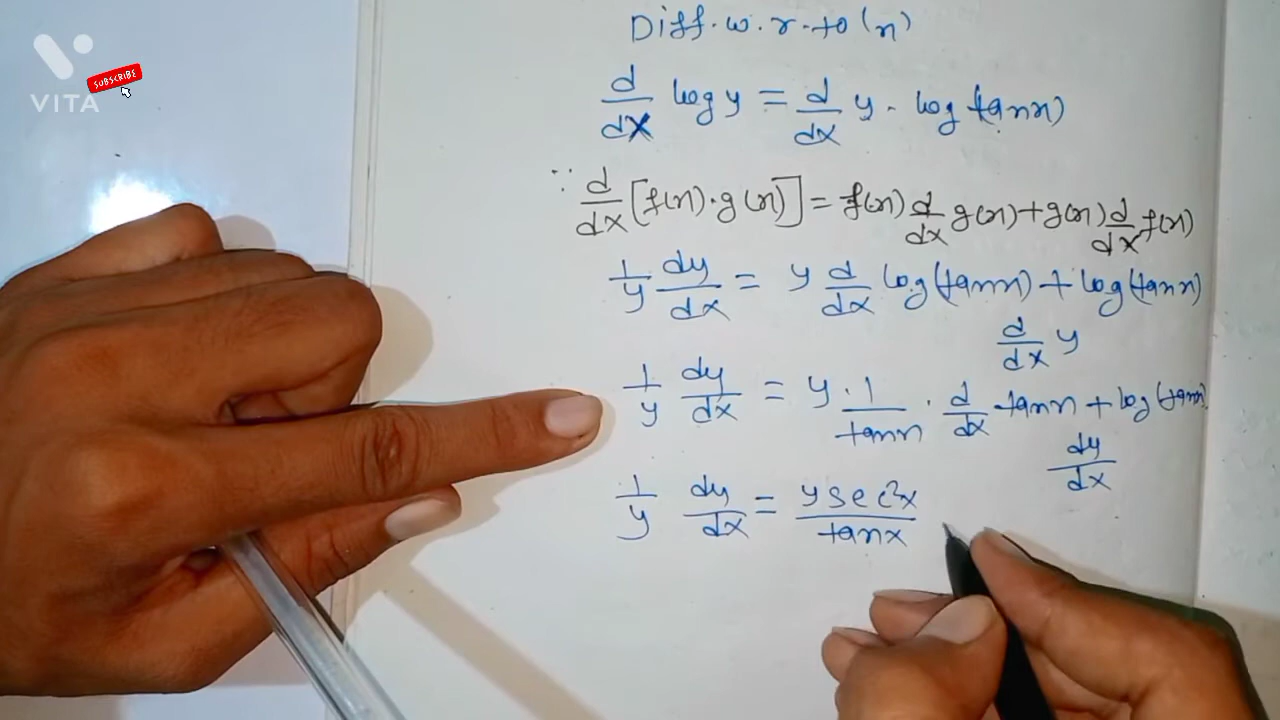 VITA
SUBSCRIBE
Diff. w. r. to (x)
d/dx log y = d/dx y · log (tan x)
∵ d/dx [f(x)·g(x)] = f(x) d/dx g(x) + g(x) d/dx f(x)
1/y dy/dx = y d/dx log(tan x) + log(tan x)
d/dx y
1/y dy/dx = y · 1/tan x · d/dx tan x + log(tan x)
dy/dx
1/y dy/dx = y sec²x/tan x